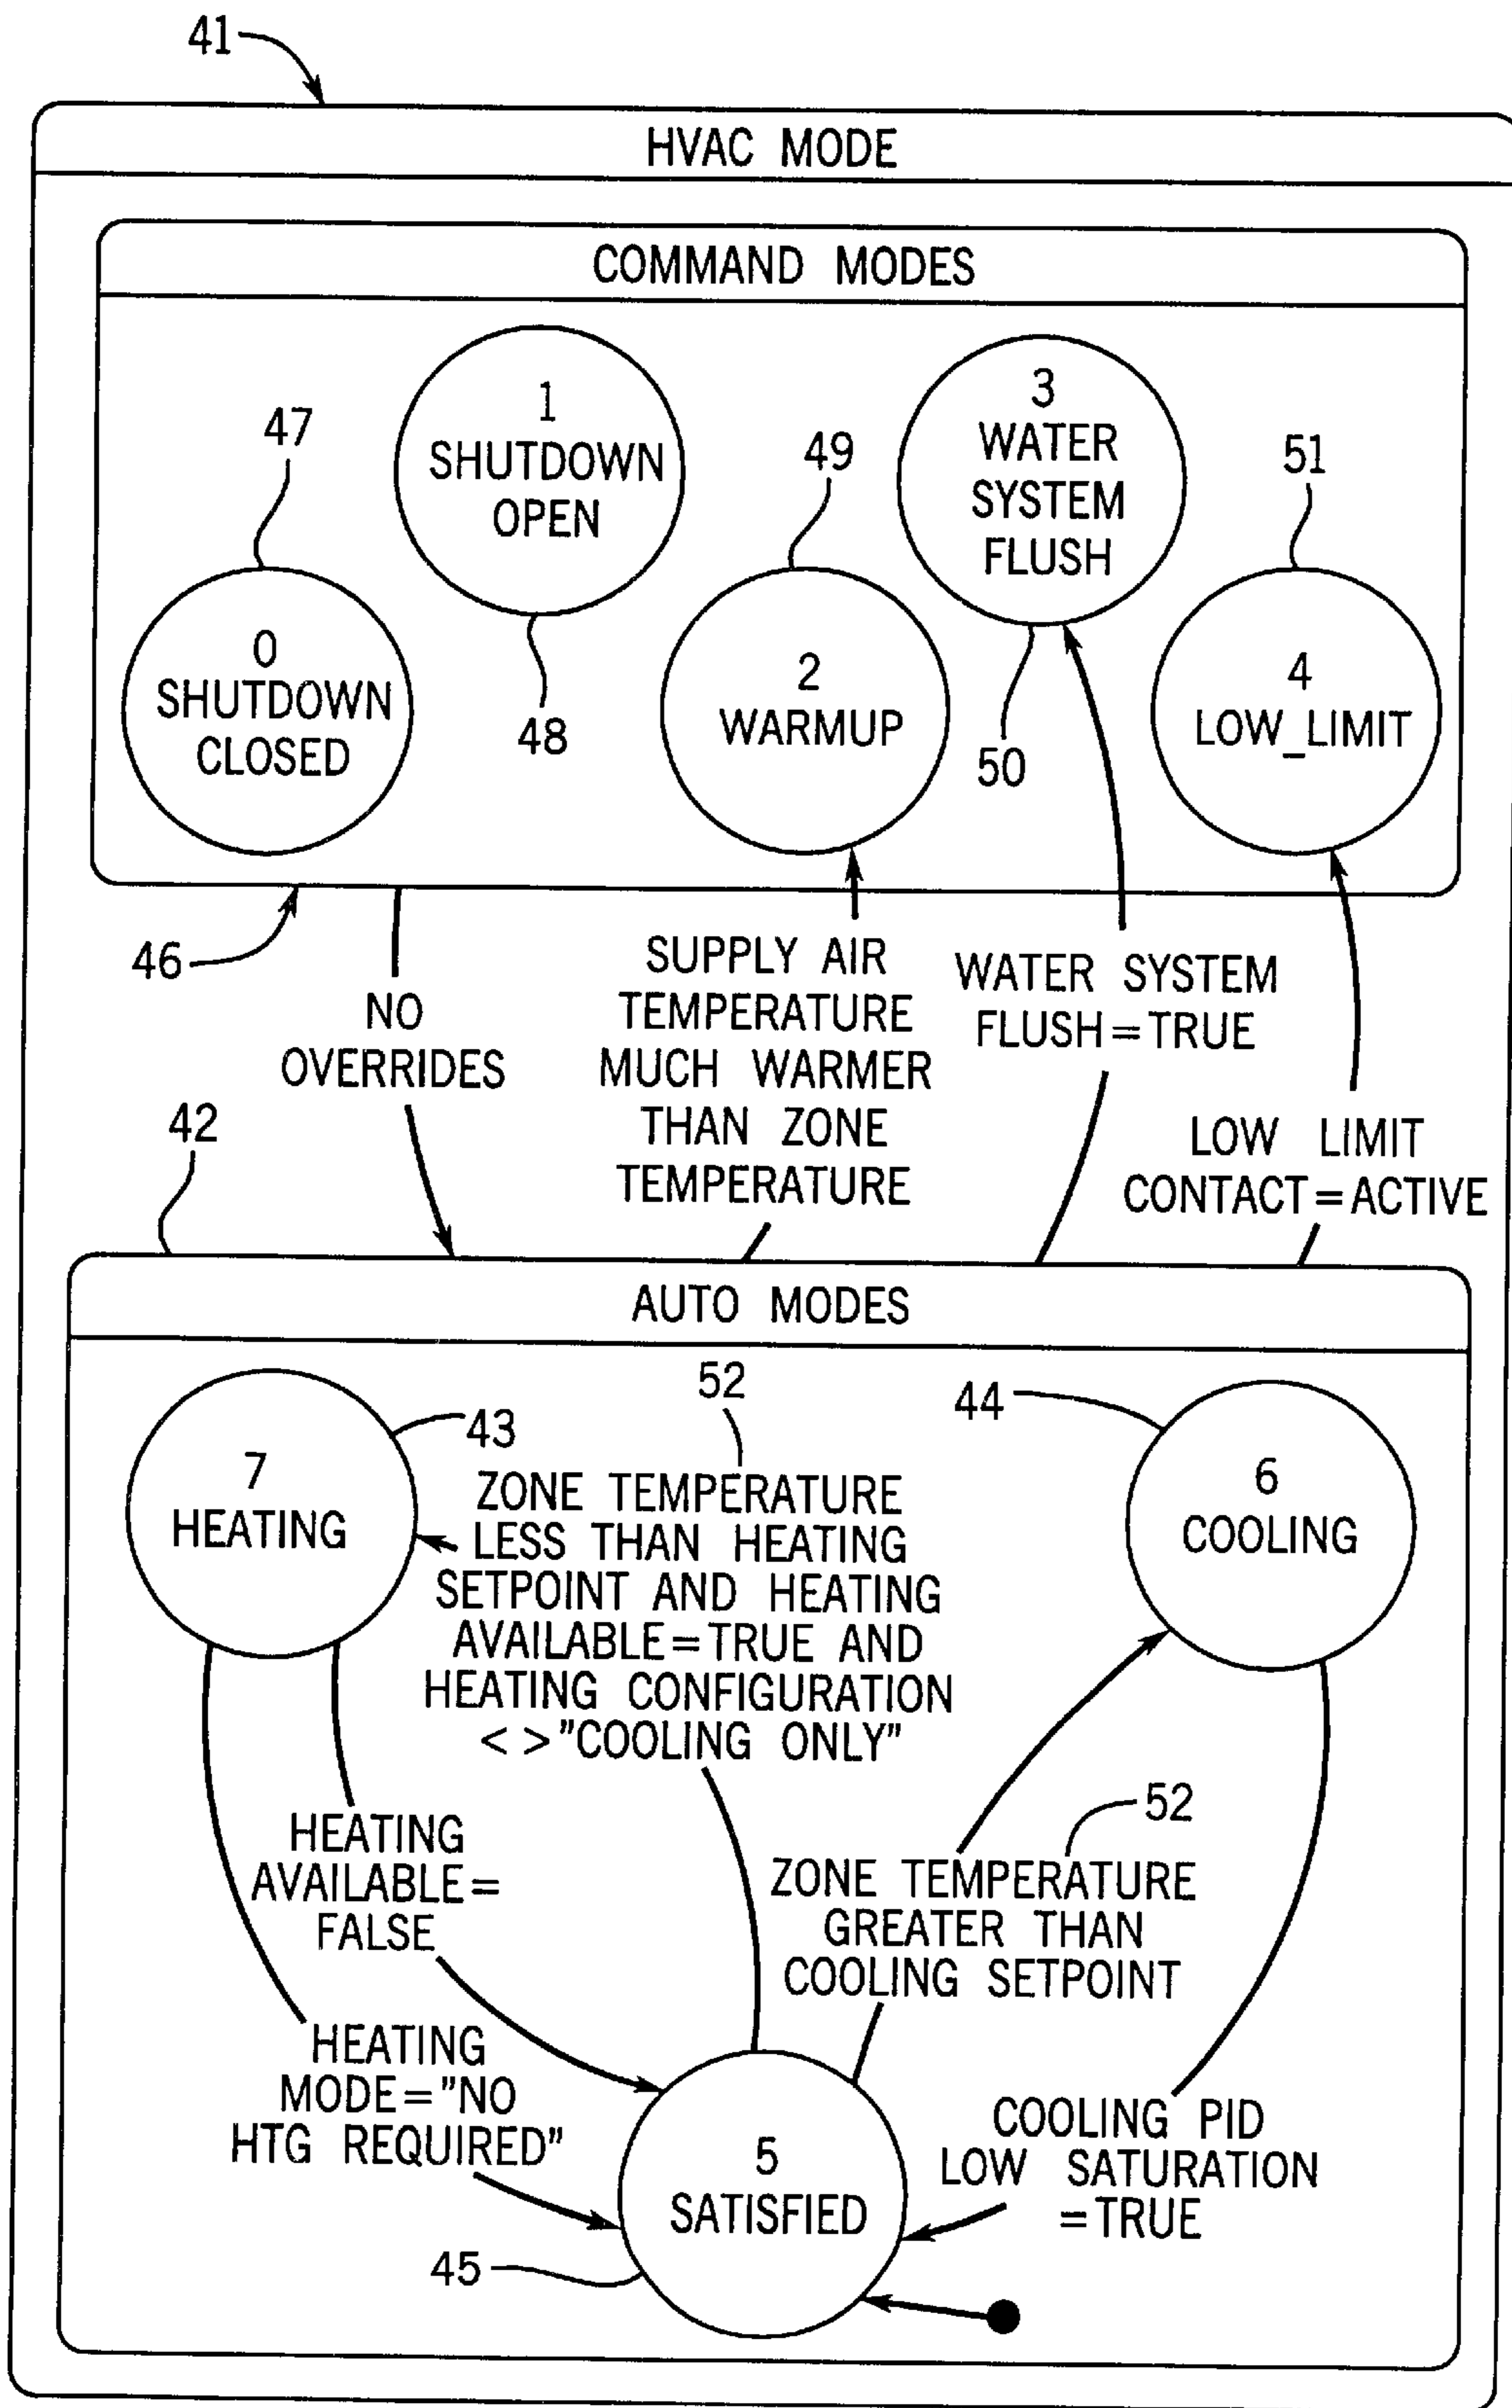 41
HVAC MODE
COMMAND MODES
47
1
SHUTDOWN
OPEN
49
3
WATER
SYSTEM
FLUSH
51
0
SHUTDOWN
CLOSED
48
2
WARMUP
50
4
LOW_LIMIT
46
NO
OVERRIDES
SUPPLY AIR
TEMPERATURE
MUCH WARMER
THAN ZONE
TEMPERATURE
WATER SYSTEM
FLUSH=TRUE
42
LOW LIMIT
CONTACT=ACTIVE
AUTO MODES
7
HEATING
43
52
ZONE TEMPERATURE
LESS THAN HEATING
SETPOINT AND HEATING
AVAILABLE=TRUE AND
HEATING CONFIGURATION
<>"COOLING ONLY"
44
6
COOLING
HEATING
AVAILABLE=
FALSE
52
ZONE TEMPERATURE
GREATER THAN
COOLING SETPOINT
HEATING
MODE="NO
HTG REQUIRED"
5
SATISFIED
COOLING PID
LOW SATURATION
=TRUE
45